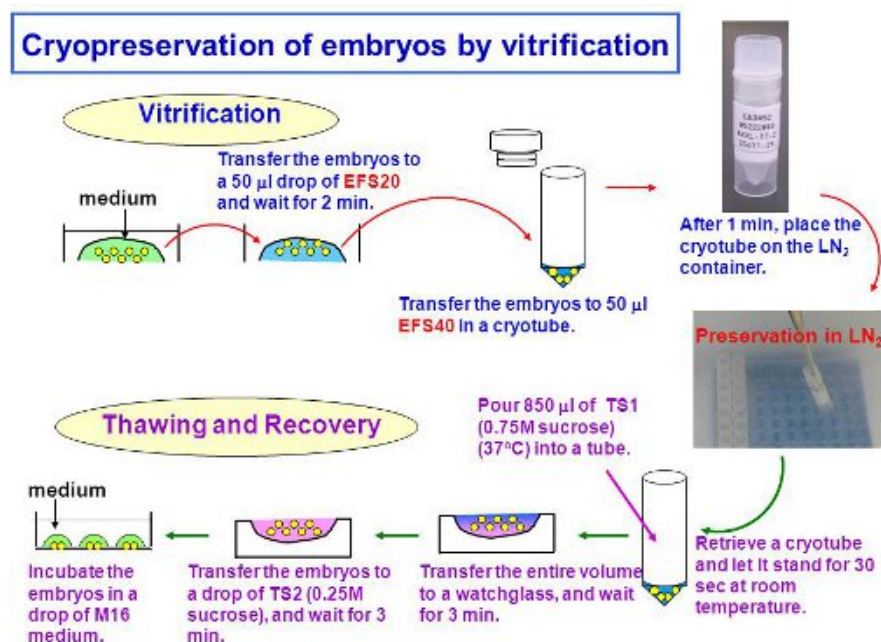 Cryopreservation of embryos by vitrification
Vitrification
Transfer the embryos to
a 50 µl drop of EFS20
and wait for 2 min.
medium
Transfer the embryos to 50 µl
EFS40 in a cryotube.
After 1 min, place the
cryotube on the LN₂
container.
Preservation in LN₂
Thawing and Recovery
Pour 850 µl of TS1
(0.75M sucrose)
(37ºC) into a tube.
Retrieve a cryotube
and let it stand for 30
sec at room
temperature.
Transfer the entire volume
to a watchglass, and wait
for 3 min.
Transfer the embryos to
a drop of TS2 (0.25M
sucrose), and wait for 3
min.
medium
Incubate the
embryos in a
drop of M16
medium.